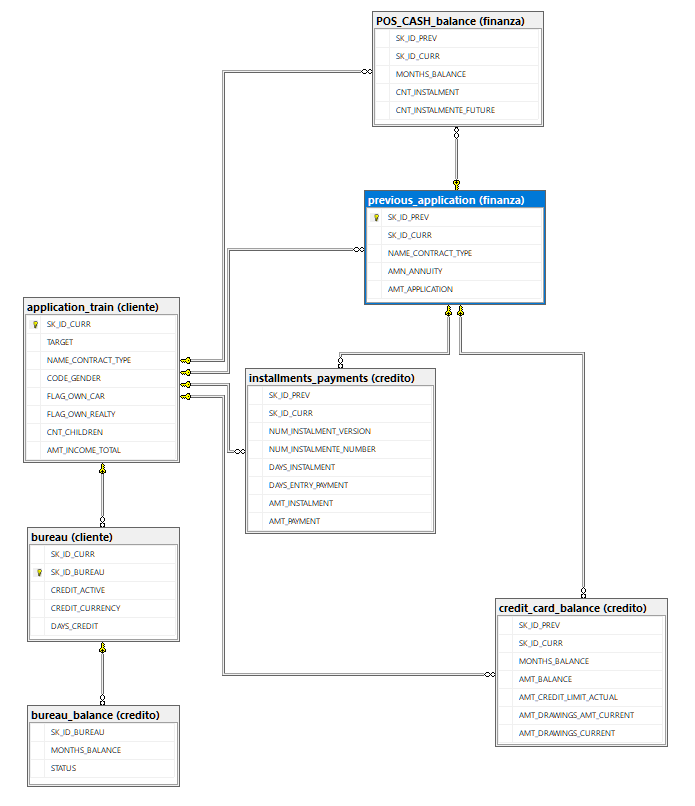 POS_CASH_balance (finanza)
SK_ID_PREV
SK_ID_CURR
MONTHS_BALANCE
CNT_INSTALMENT
CNT_INSTALMENTE_FUTURE
previous_application (finanza)
SK_ID_PREV
SK_ID_CURR
NAME_CONTRACT_TYPE
AMN_ANNUITY
AMT_APPLICATION
application_train (cliente)
SK_ID_CURR
TARGET
NAME_CONTRACT_TYPE
CODE_GENDER
FLAG_OWN_CAR
FLAG_OWN_REALTY
CNT_CHILDREN
AMT_INCOME_TOTAL
installments_payments (credito)
SK_ID_PREV
SK_ID_CURR
NUM_INSTALMENT_VERSION
NUM_INSTALMENTE_NUMBER
DAYS_INSTALMENT
DAYS_ENTRY_PAYMENT
AMT_INSTALMENT
AMT_PAYMENT
bureau (cliente)
SK_ID_CURR
SK_ID_BUREAU
CREDIT_ACTIVE
CREDIT_CURRENCY
DAYS_CREDIT
credit_card_balance (credito)
SK_ID_PREV
SK_ID_CURR
MONTHS_BALANCE
AMT_BALANCE
AMT_CREDIT_LIMIT_ACTUAL
AMT_DRAWINGS_AMT_CURRENT
AMT_DRAWINGS_CURRENT
bureau_balance (credito)
SK_ID_BUREAU
MONTHS_BALANCE
STATUS